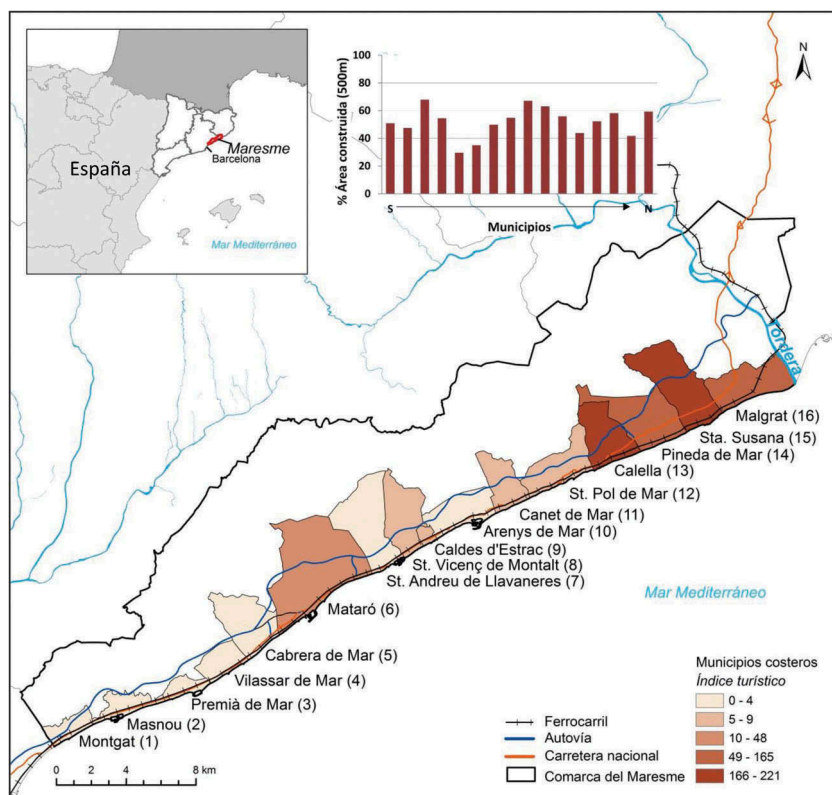 España
Maresme
Barcelona
Mar Mediterráneo
% Área construida (500m)
100
80
60
40
20
0
S
N
Municipios
N
Tordera
Malgrat (16)
Sta. Susana (15)
Pineda de Mar (14)
Calella (13)
St. Pol de Mar (12)
Canet de Mar (11)
Arenys de Mar (10)
Caldes d'Estrac (9)
St. Vicenç de Montalt (8)
St. Andreu de Llavaneres (7)
Mataró (6)
Cabrera de Mar (5)
Vilassar de Mar (4)
Premià de Mar (3)
Masnou (2)
Montgat (1)
Mar Mediterráneo
0 2 4 8 km
Ferrocarril
Autovía
Carretera nacional
Comarca del Maresme
Municipios costeros
Índice turístico
0 - 4
5 - 9
10 - 48
49 - 165
166 - 221